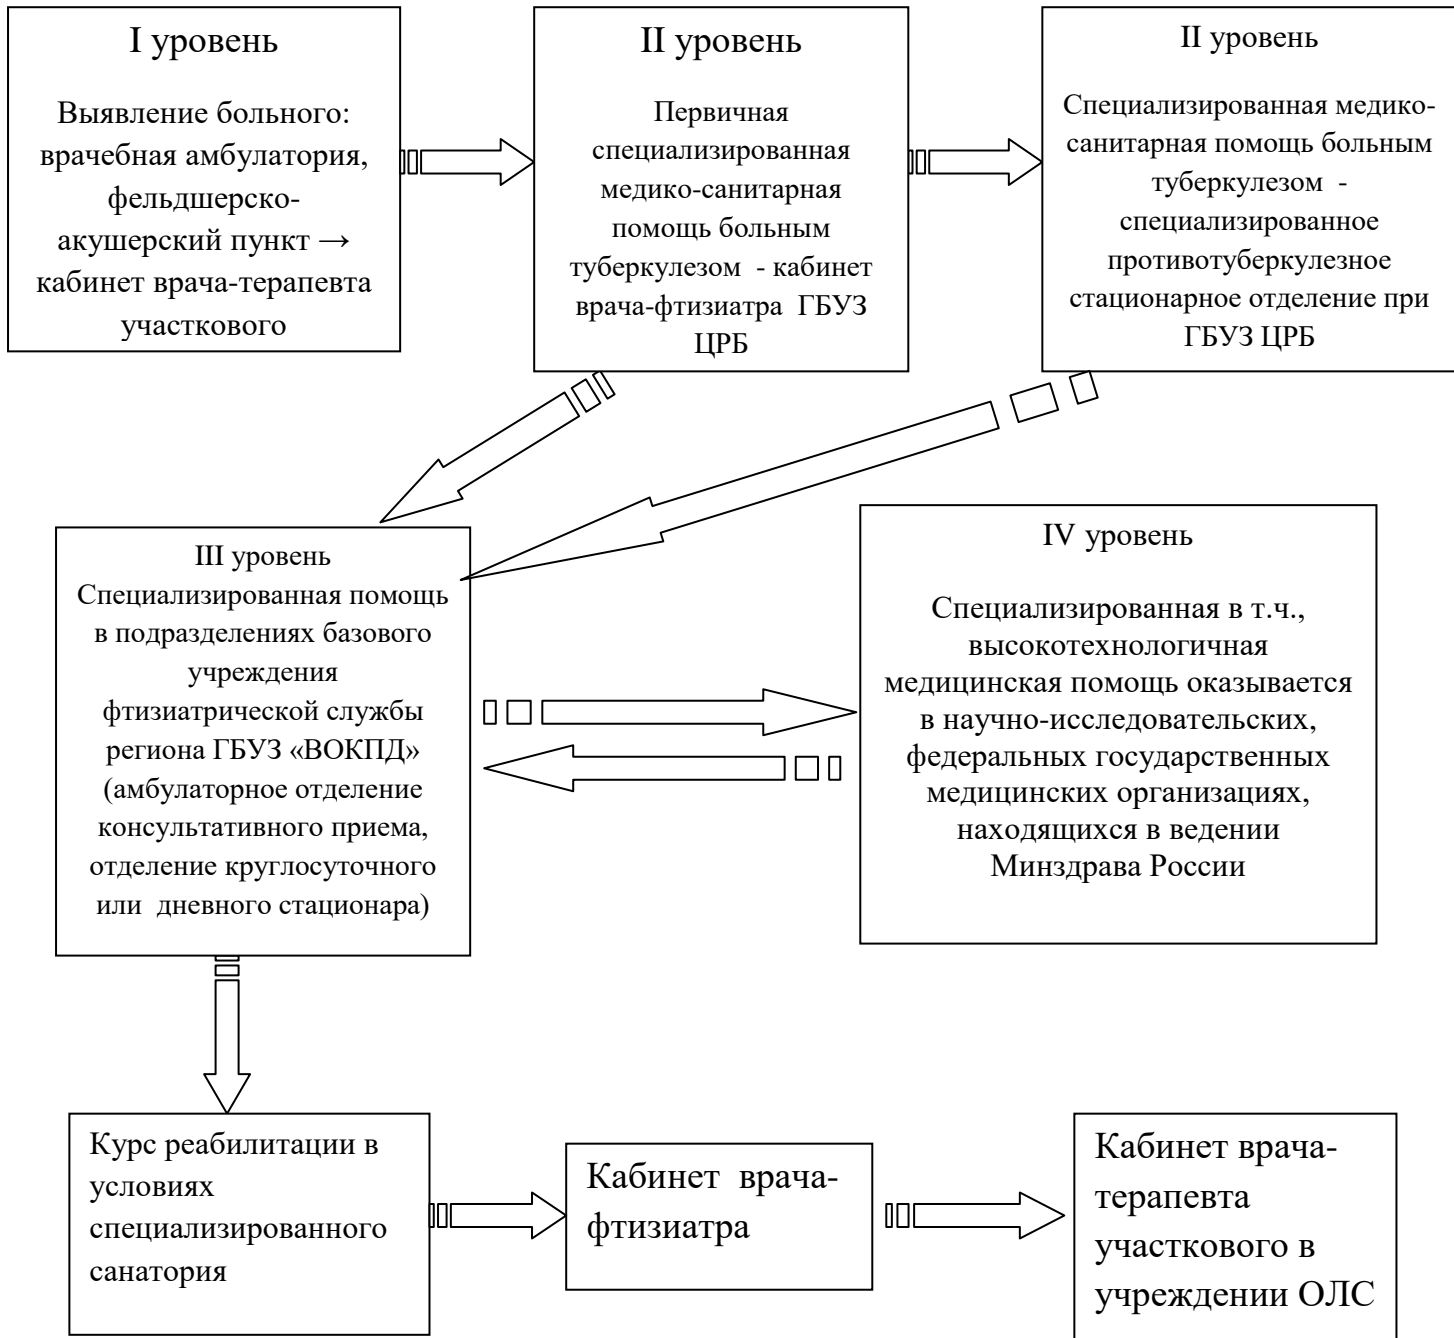 I уровень
Выявление больного:
врачебная амбулатория,
фельдшерско-
акушерский пункт →
кабинет врача-терапевта
участкового
II уровень
Первичная
специализированная
медико-санитарная
помощь больным
туберкулезом - кабинет
врача-фтизиатра ГБУЗ
ЦРБ
II уровень
Специализированная медико-
санитарная помощь больным
туберкулезом -
специализированное
противотуберкулезное
стационарное отделение при
ГБУЗ ЦРБ
III уровень
Специализированная помощь
в подразделениях базового
учреждения
фтизиатрической службы
региона ГБУЗ «ВОКПД»
(амбулаторное отделение
консультативного приема,
отделение круглосуточного
или дневного стационара)
IV уровень
Специализированная в т.ч.,
высокотехнологичная
медицинская помощь оказывается
в научно-исследовательских,
федеральных государственных
медицинских организациях,
находящихся в ведении
Минздрава России
Курс реабилитации в
условиях
специализированного
санатория
Кабинет врача-
фтизиатра
Кабинет врача-
терапевта
участкового в
учреждении ОЛС